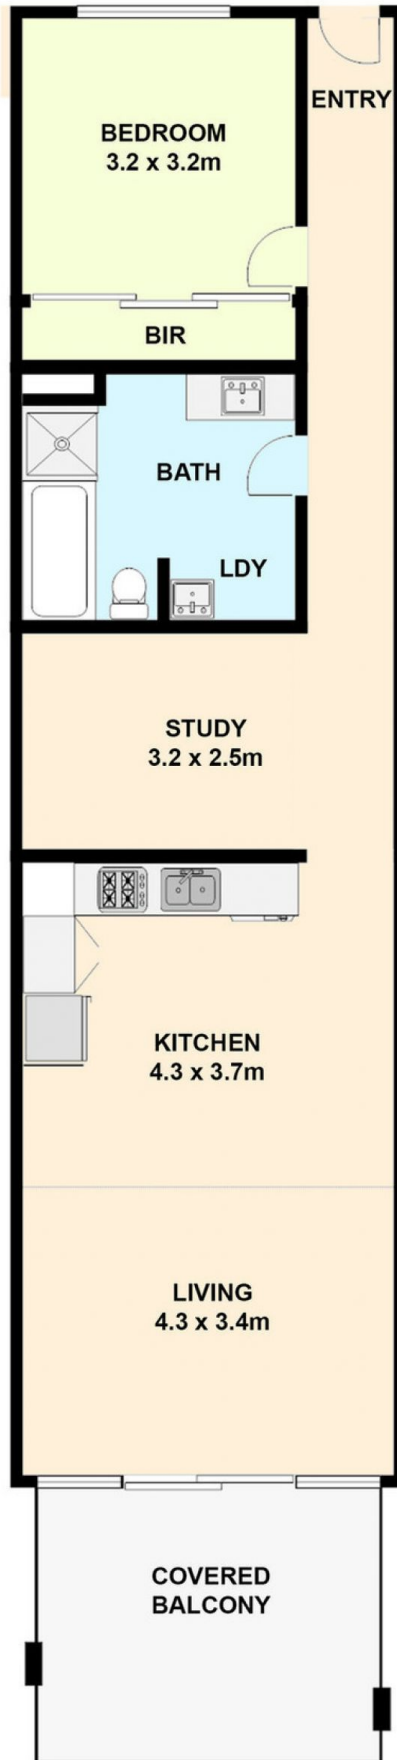 ENTRY
BEDROOM
3.2 x 3.2m
BIR
BATH
LDY
STUDY
3.2 x 2.5m
KITCHEN
4.3 x 3.7m
LIVING
4.3 x 3.4m
COVERED
BALCONY